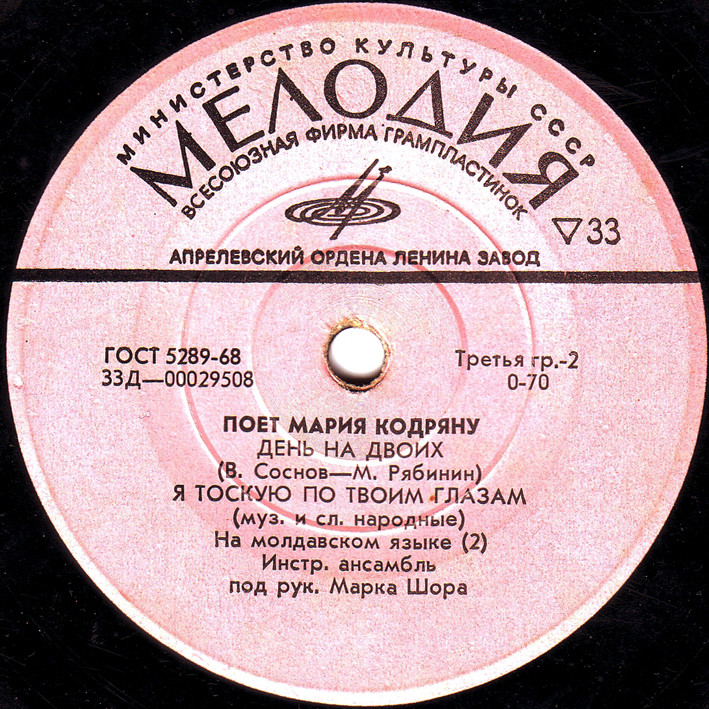 МИНИСТЕРСТВО КУЛЬТУРЫ СССР
МЕЛОДИЯ
ВСЕСОЮЗНАЯ ФИРМА ГРАМПЛАСТИНОК
▽33
АПРЕЛЕВСКИЙ ОРДЕНА ЛЕНИНА ЗАВОД
ГОСТ 5289-68
33Д—00029508
Третья гр.-2
0-70
ПОЕТ МАРИЯ КОДРЯНУ
ДЕНЬ НА ДВОИХ
(В. Соснов—М. Рябинин)
Я ТОСКУЮ ПО ТВОИМ ГЛАЗАМ
(муз. и сл. народные)
На молдавском языке (2)
Инстр. ансамбль
под рук. Марка Шора